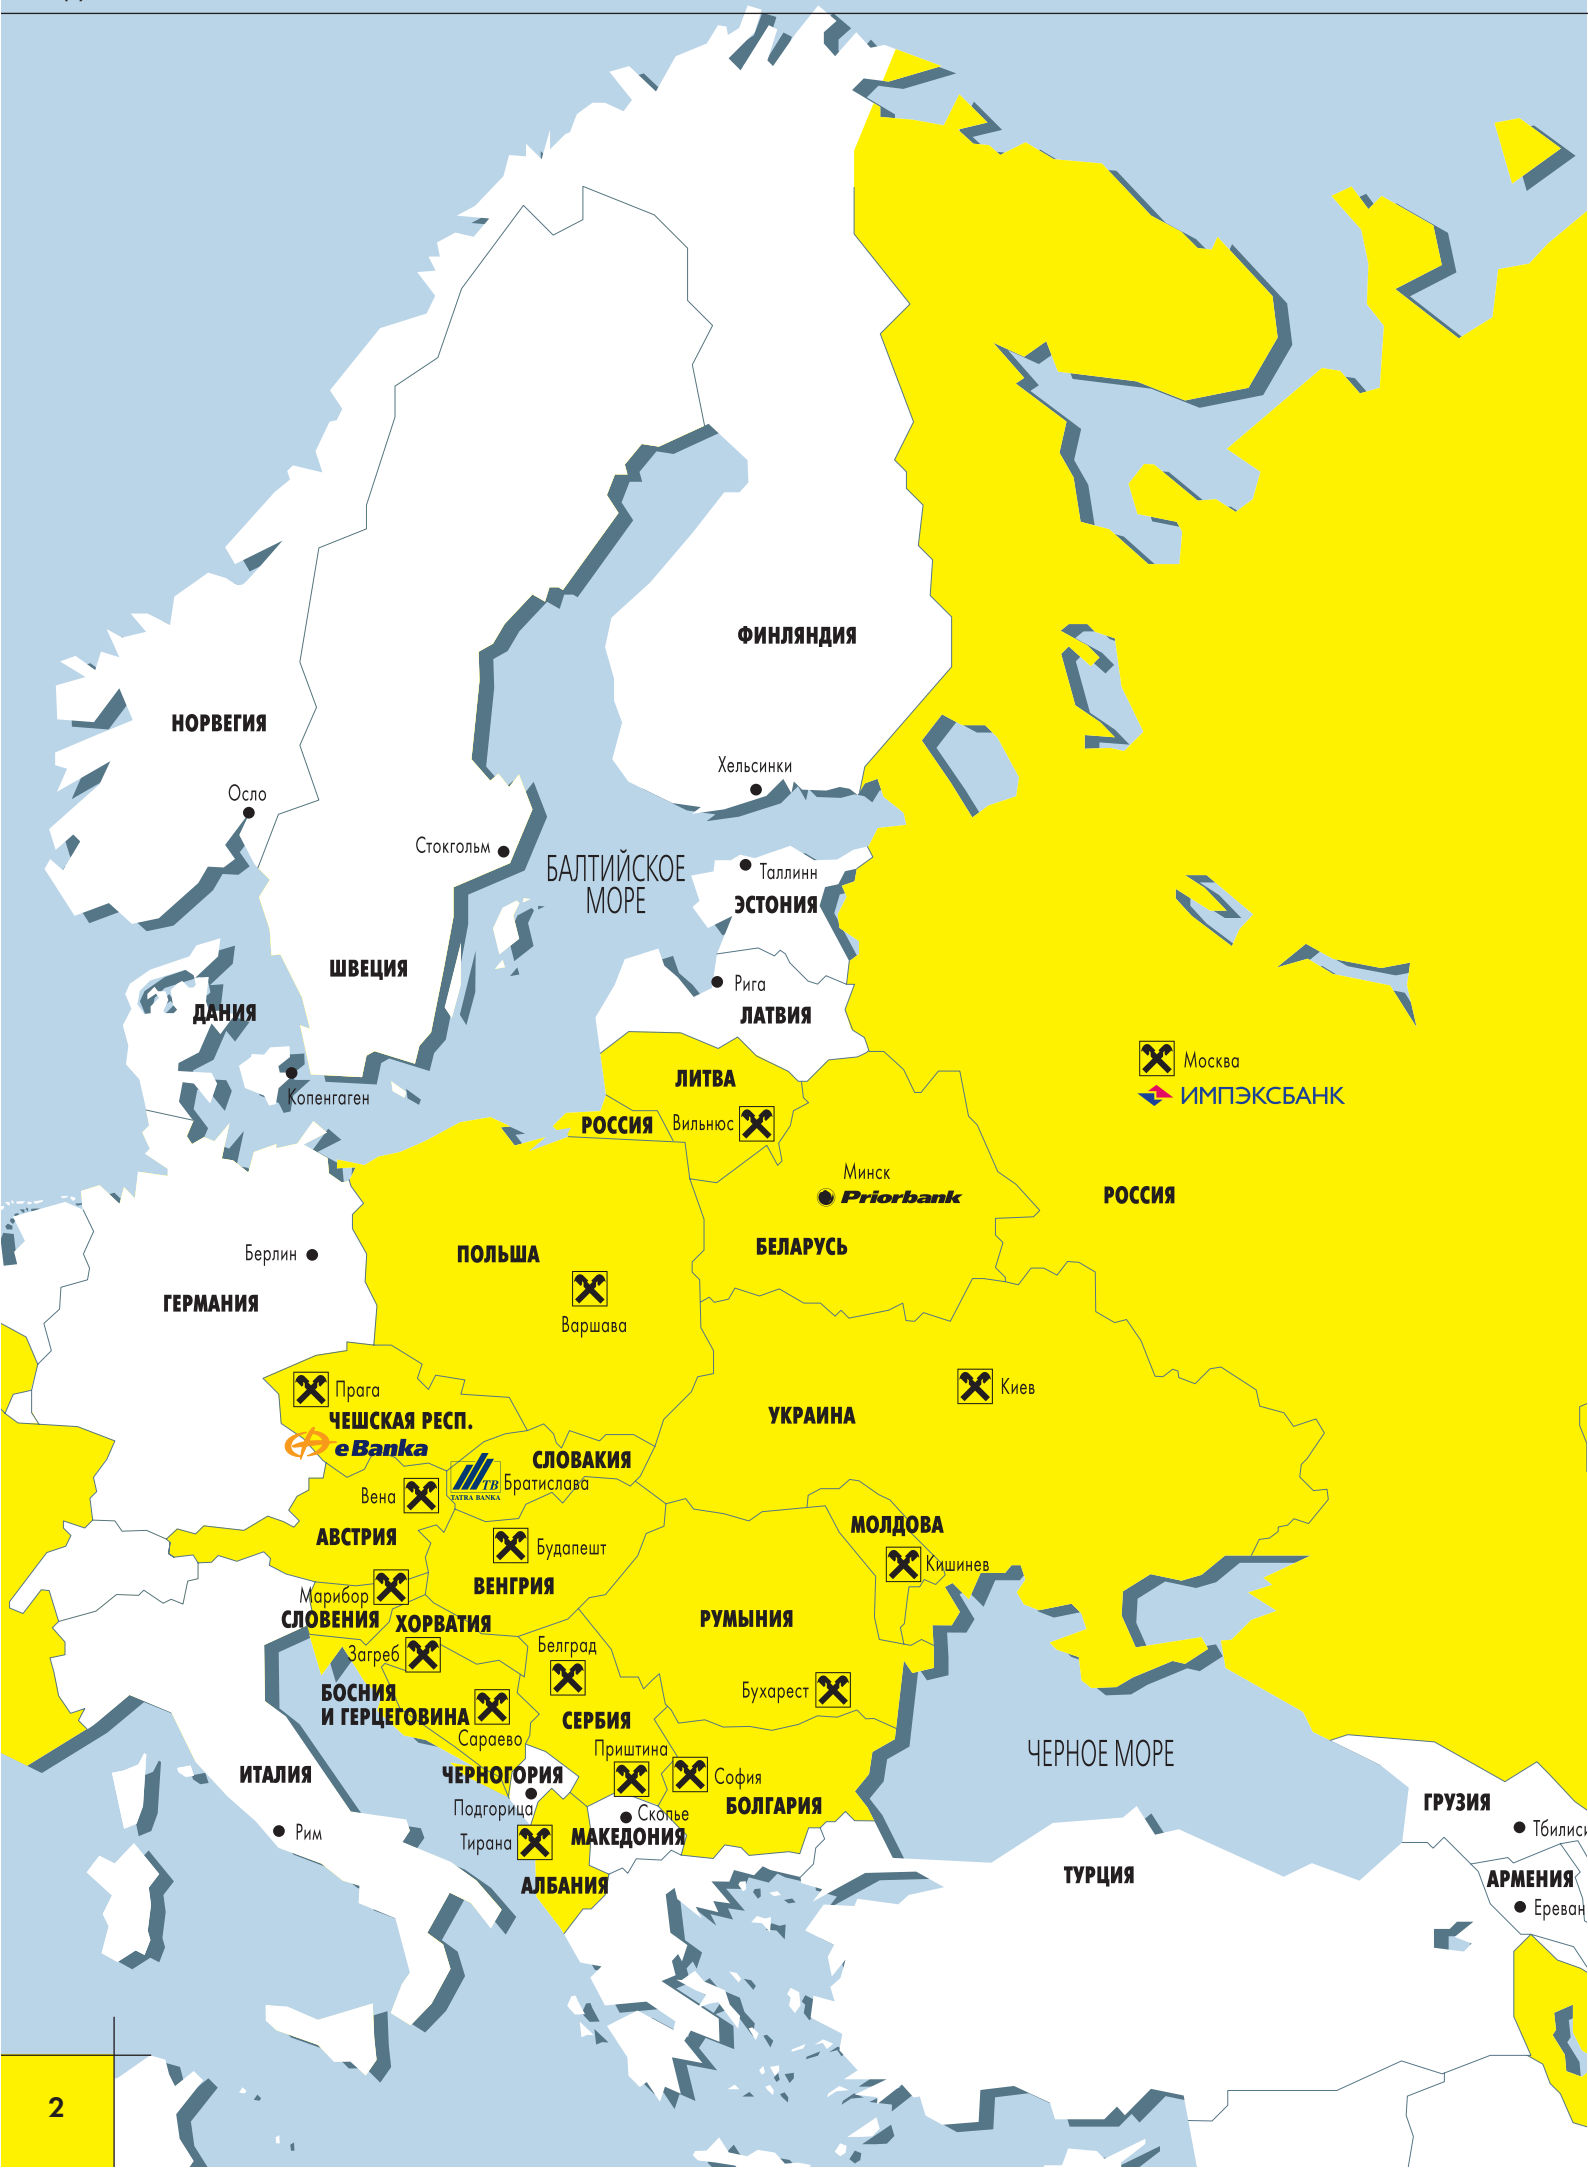 ФИНЛЯНДИЯ
НОРВЕГИЯ
Хельсинки
Осло
Стокгольм
БАЛТИЙСКОЕ
МОРЕ
Таллинн
ЭСТОНИЯ
ШВЕЦИЯ
Рига
ДАНИЯ
ЛАТВИЯ
Москва
ИМПЭКСБАНК
ЛИТВА
Копенгаген
РОССИЯ
Вильнюс
Минск
Priorbank
РОССИЯ
БЕЛАРУСЬ
Берлин
ПОЛЬША
ГЕРМАНИЯ
Варшава
Прага
Киев
ЧЕШСКАЯ РЕСП.
УКРАИНА
eBanka
СЛОВАКИЯ
TB
Братислава
TATRA BANKA
Вена
АВСТРИЯ
МОЛДОВА
Будапешт
Кишинев
ВЕНГРИЯ
Марибор
СЛОВЕНИЯ
ХОРВАТИЯ
РУМЫНИЯ
Белград
Загреб
БОСНИЯ
И ГЕРЦЕГОВИНА
Бухарест
СЕРБИЯ
Сараево
Приштина
ЧЕРНОЕ МОРЕ
ИТАЛИЯ
ЧЕРНОГОРИЯ
София
Подгорица
БОЛГАРИЯ
ГРУЗИЯ
Скопье
Рим
Тирана
МАКЕДОНИЯ
Тбилиси
ТУРЦИЯ
АРМЕНИЯ
АЛБАНИЯ
Ереван
2